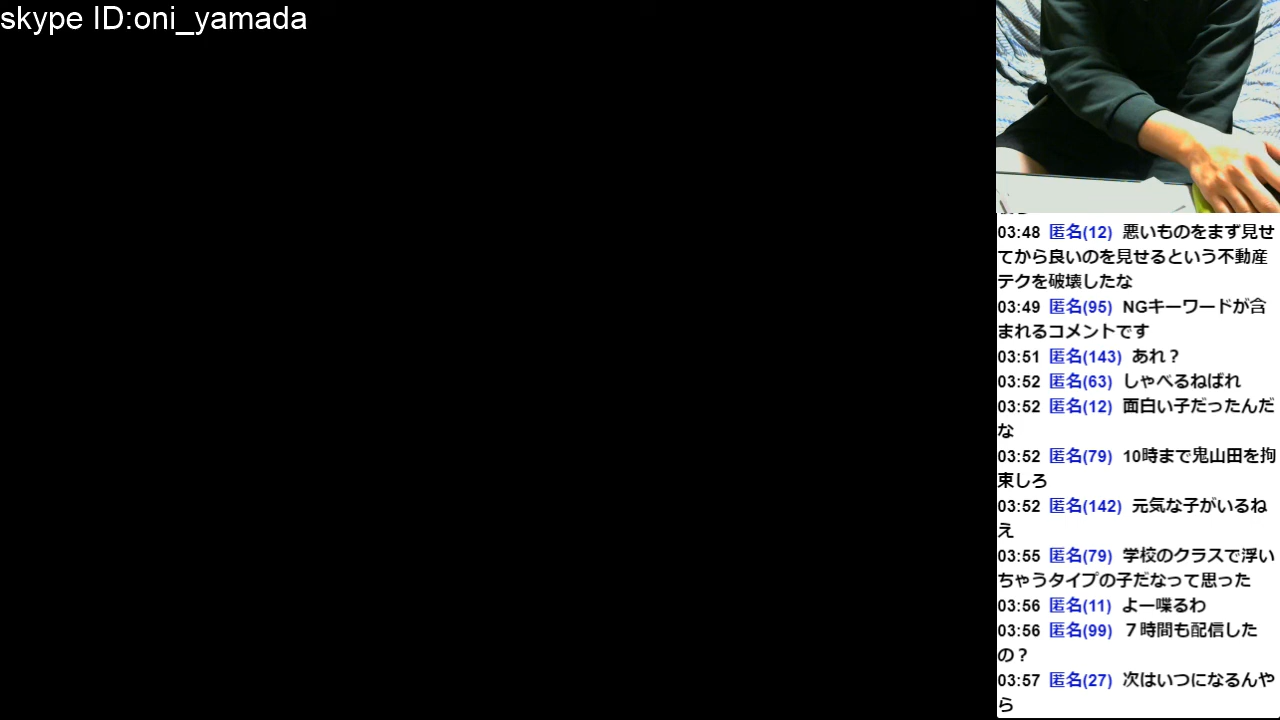 skype ID:oni_yamada
03:48 匿名(12) 悪いものをまず見せ
てから良いのを見せるという不動産
テクを破壊したな
03:49 匿名(95) NGキーワードが含
まれるコメントです
03:51 匿名(143) あれ？
03:52 匿名(63) しゃべるねばれ
03:52 匿名(12) 面白い子だったんだ
な
03:52 匿名(79) 10時まで鬼山田を拘
束しろ
03:52 匿名(142) 元気な子がいるね
え
03:55 匿名(79) 学校のクラスで浮い
ちゃうタイプの子だなって思った
03:56 匿名(11) よー喋るわ
03:56 匿名(99) ７時間も配信した
の？
03:57 匿名(27) 次はいつになるんや
ら